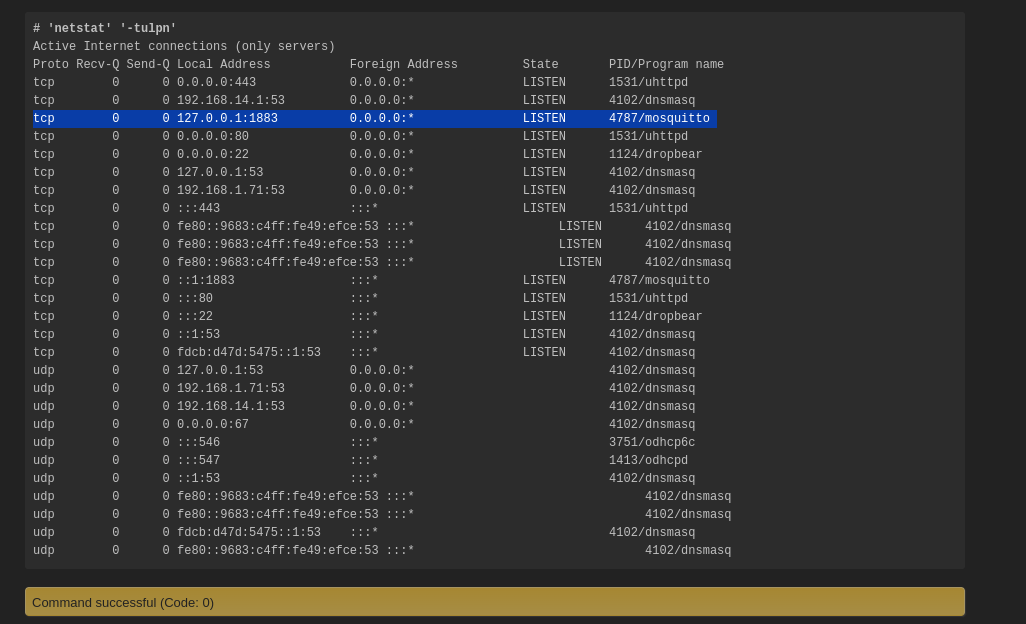 # 'netstat' '-tulpn'
Active Internet connections (only servers)
Proto Recv-Q Send-Q Local Address           Foreign Address         State       PID/Program name
tcp        0      0 0.0.0.0:443             0.0.0.0:*               LISTEN      1531/uhttpd
tcp        0      0 192.168.14.1:53         0.0.0.0:*               LISTEN      4102/dnsmasq
tcp        0      0 127.0.0.1:1883          0.0.0.0:*               LISTEN      4787/mosquitto
tcp        0      0 0.0.0.0:80              0.0.0.0:*               LISTEN      1531/uhttpd
tcp        0      0 0.0.0.0:22              0.0.0.0:*               LISTEN      1124/dropbear
tcp        0      0 127.0.0.1:53            0.0.0.0:*               LISTEN      4102/dnsmasq
tcp        0      0 192.168.1.71:53         0.0.0.0:*               LISTEN      4102/dnsmasq
tcp        0      0 :::443                  :::*                    LISTEN      1531/uhttpd
tcp        0      0 fe80::9683:c4ff:fe49:efce:53 :::*                    LISTEN      4102/dnsmasq
tcp        0      0 fe80::9683:c4ff:fe49:efce:53 :::*                    LISTEN      4102/dnsmasq
tcp        0      0 fe80::9683:c4ff:fe49:efce:53 :::*                    LISTEN      4102/dnsmasq
tcp        0      0 ::1:1883                :::*                    LISTEN      4787/mosquitto
tcp        0      0 :::80                   :::*                    LISTEN      1531/uhttpd
tcp        0      0 :::22                   :::*                    LISTEN      1124/dropbear
tcp        0      0 ::1:53                  :::*                    LISTEN      4102/dnsmasq
tcp        0      0 fdcb:d47d:5475::1:53    :::*                    LISTEN      4102/dnsmasq
udp        0      0 127.0.0.1:53            0.0.0.0:*                           4102/dnsmasq
udp        0      0 192.168.1.71:53         0.0.0.0:*                           4102/dnsmasq
udp        0      0 192.168.14.1:53         0.0.0.0:*                           4102/dnsmasq
udp        0      0 0.0.0.0:67              0.0.0.0:*                           4102/dnsmasq
udp        0      0 :::546                  :::*                                3751/odhcp6c
udp        0      0 :::547                  :::*                                1413/odhcpd
udp        0      0 ::1:53                  :::*                                4102/dnsmasq
udp        0      0 fe80::9683:c4ff:fe49:efce:53 :::*                                4102/dnsmasq
udp        0      0 fe80::9683:c4ff:fe49:efce:53 :::*                                4102/dnsmasq
udp        0      0 fdcb:d47d:5475::1:53    :::*                                4102/dnsmasq
udp        0      0 fe80::9683:c4ff:fe49:efce:53 :::*                                4102/dnsmasq
Command successful (Code: 0)